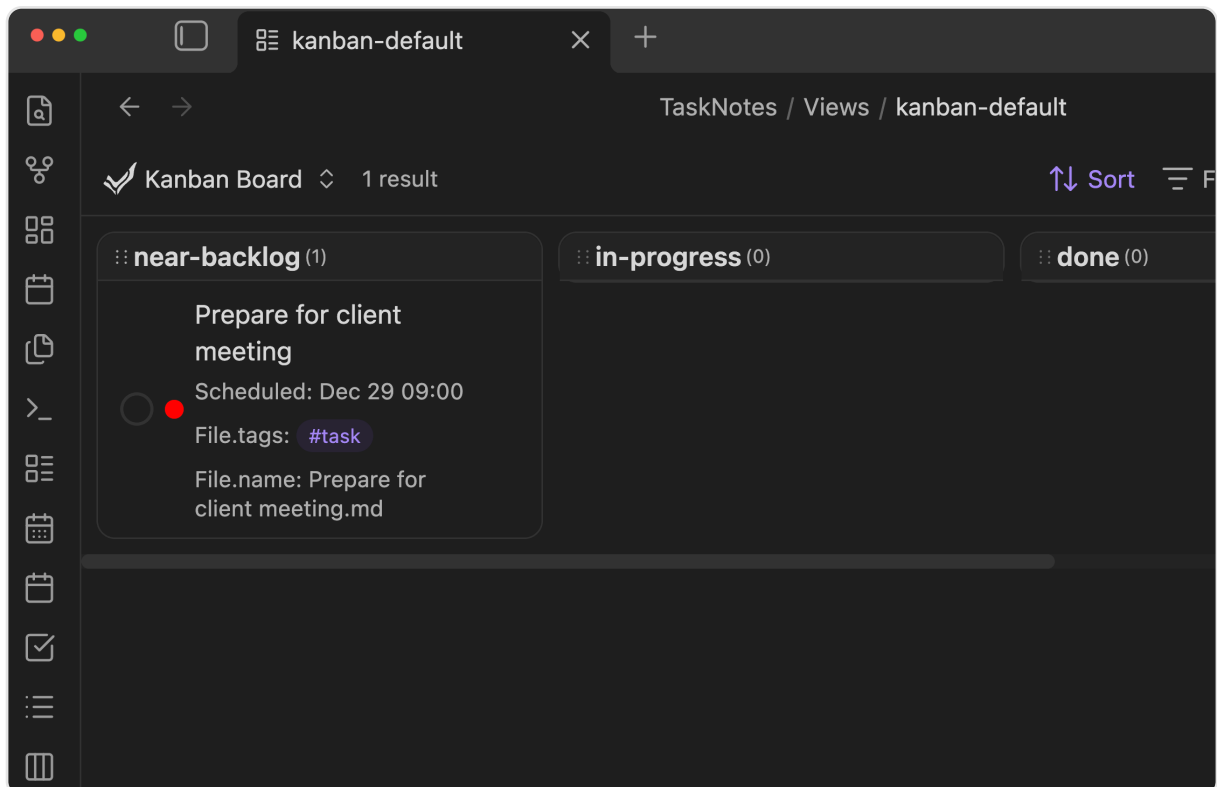 kanban-default
TaskNotes / Views / kanban-default
Kanban Board 1 result
Sort F
near-backlog (1)
Prepare for client
meeting
Scheduled: Dec 29 09:00
File.tags: #task
File.name: Prepare for
client meeting.md
in-progress (0)
done (0)